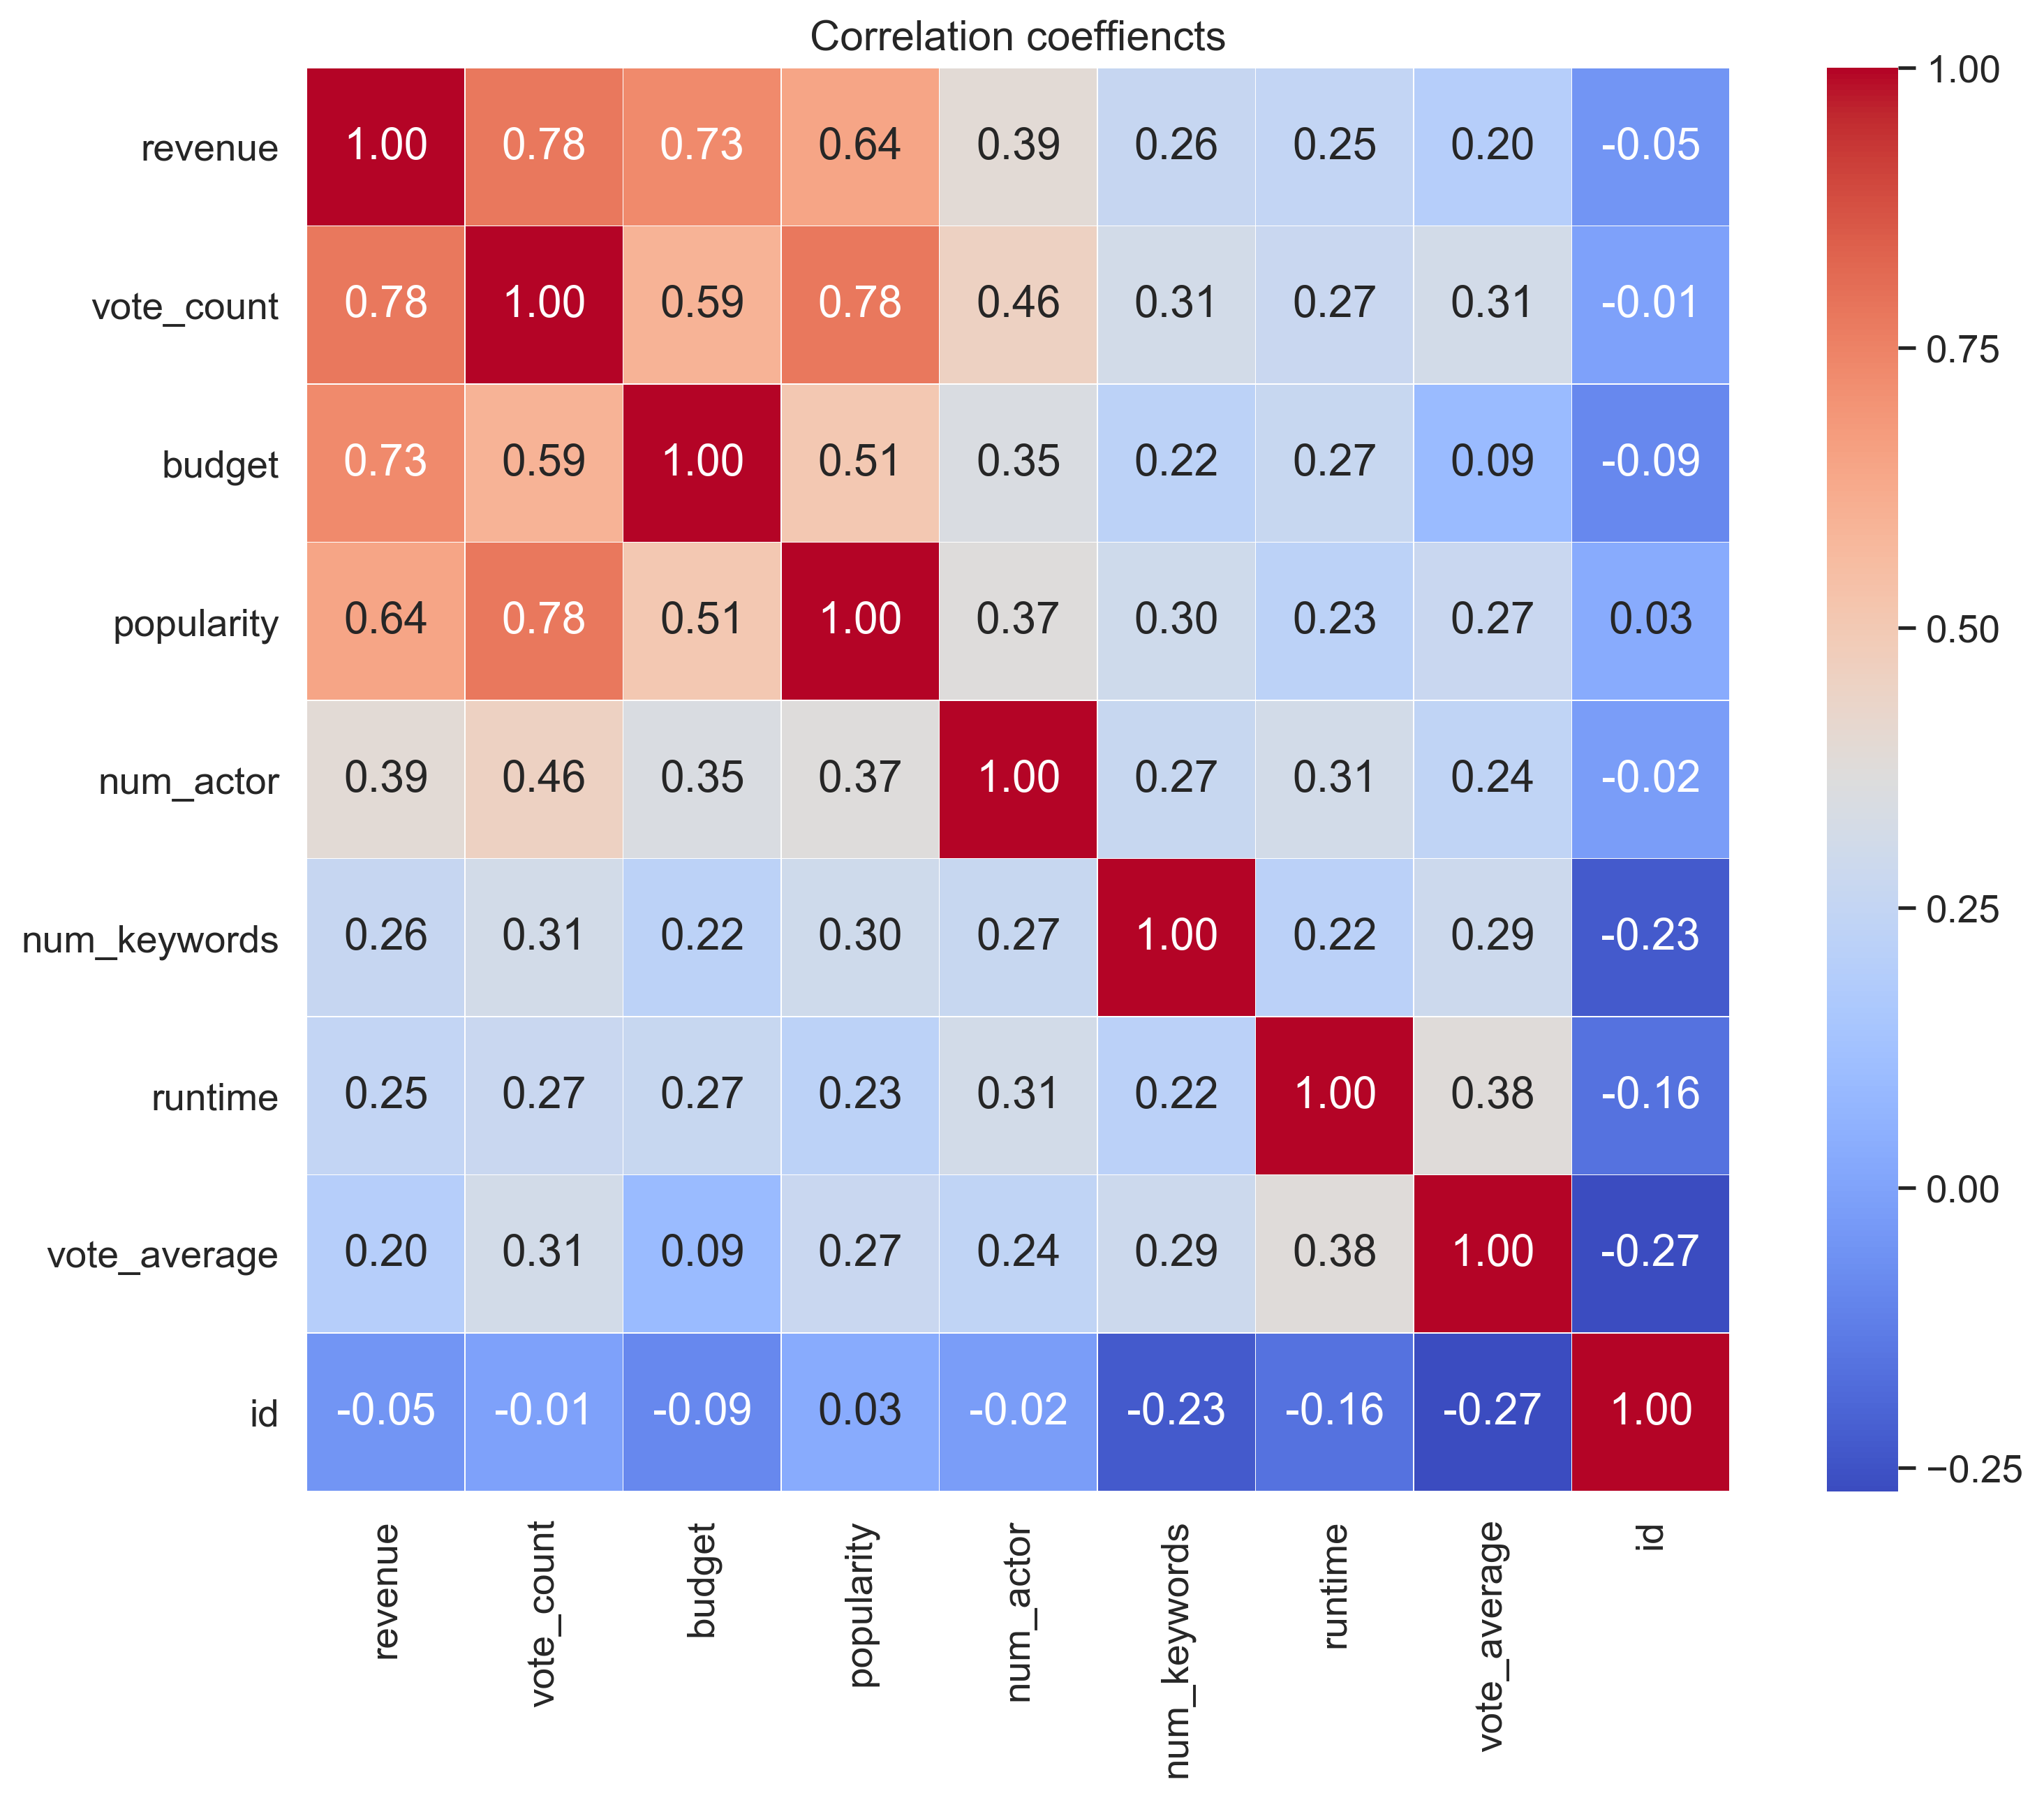 Correlation coeffiencts
revenue 1.00 0.78 0.73 0.64 0.39 0.26 0.25 0.20 -0.05
vote_count 0.78 1.00 0.59 0.78 0.46 0.31 0.27 0.31 -0.01
budget 0.73 0.59 1.00 0.51 0.35 0.22 0.27 0.09 -0.09
popularity 0.64 0.78 0.51 1.00 0.37 0.30 0.23 0.27 0.03
num_actor 0.39 0.46 0.35 0.37 1.00 0.27 0.31 0.24 -0.02
num_keywords 0.26 0.31 0.22 0.30 0.27 1.00 0.22 0.29 -0.23
runtime 0.25 0.27 0.27 0.23 0.31 0.22 1.00 0.38 -0.16
vote_average 0.20 0.31 0.09 0.27 0.24 0.29 0.38 1.00 -0.27
id -0.05 -0.01 -0.09 0.03 -0.02 -0.23 -0.16 -0.27 1.00
revenue
vote_count
budget
popularity
num_actor
num_keywords
runtime
vote_average
id
1.00
0.75
0.50
0.25
0.00
−0.25